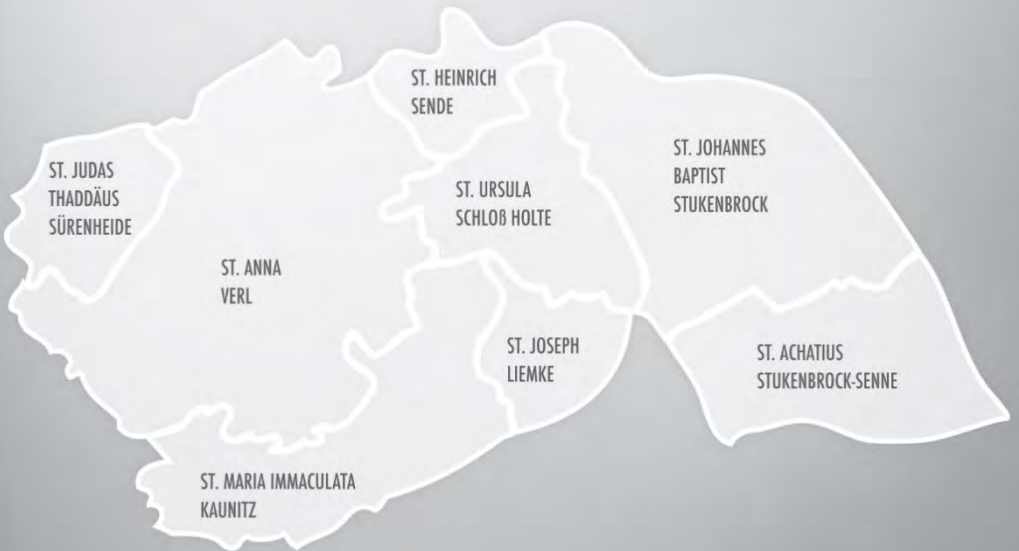 ST. HEINRICH
SENDE
ST. JUDAS
THADDÄUS
SÜRENHEIDE
ST. URSULA
SCHLOß HOLTE
ST. JOHANNES
BAPTIST
STUKENBROCK
ST. ANNA
VERL
ST. JOSEPH
LIEMKE
ST. ACHATIUS
STUKENBROCK-SENNE
ST. MARIA IMMACULATA
KAUNITZ